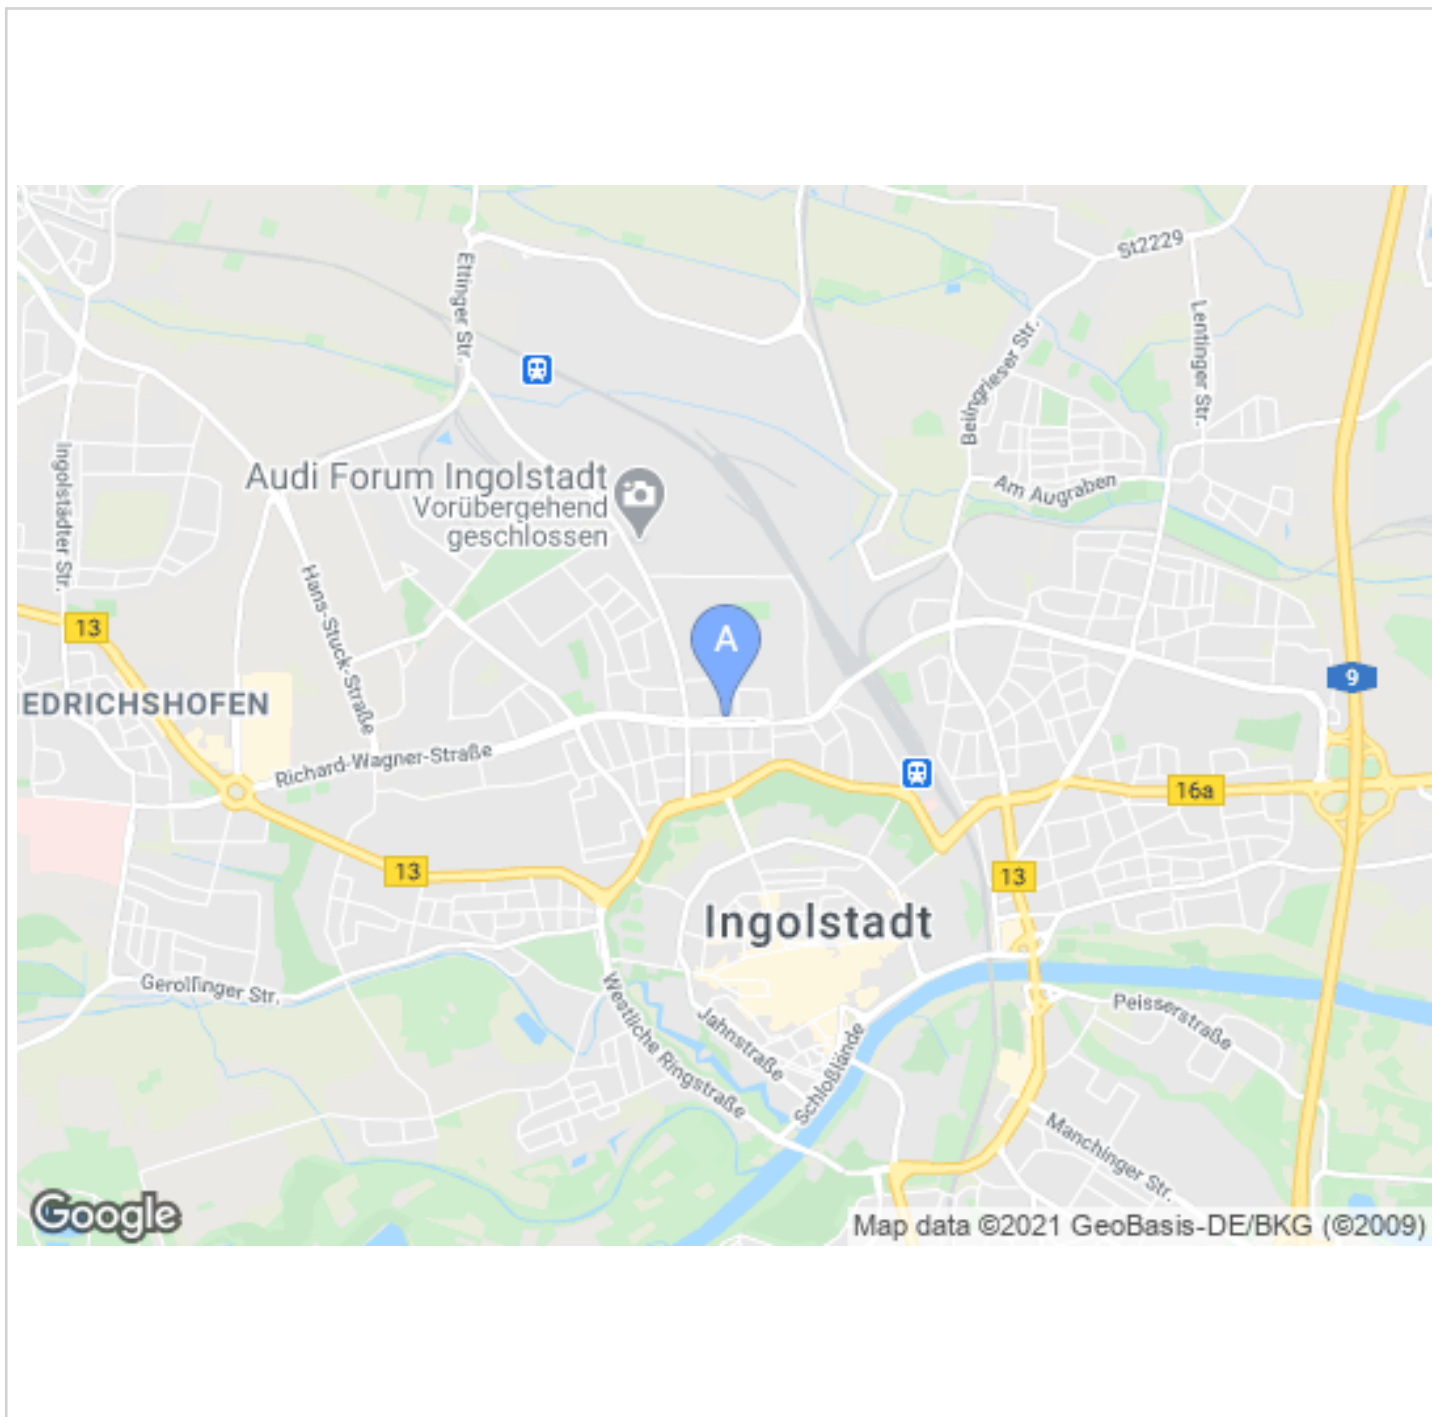 St2229
Ettinger Str.
Lentinger Str.
Beilngrieser Str.
Ingolstädter Str.
Audi Forum Ingolstadt
Vorübergehend
geschlossen
Am Augraben
Hans-Stuck-Straße
13
A
9
IEDRICHSHOFEN
Richard-Wagner-Straße
16a
13
13
Ingolstadt
Gerolfinger Str.
Westliche Ringstraße
Jahnstraße
Schloßlände
Peisserstraße
Manchinger Str.
Google
Map data ©2021 GeoBasis-DE/BKG (©2009)